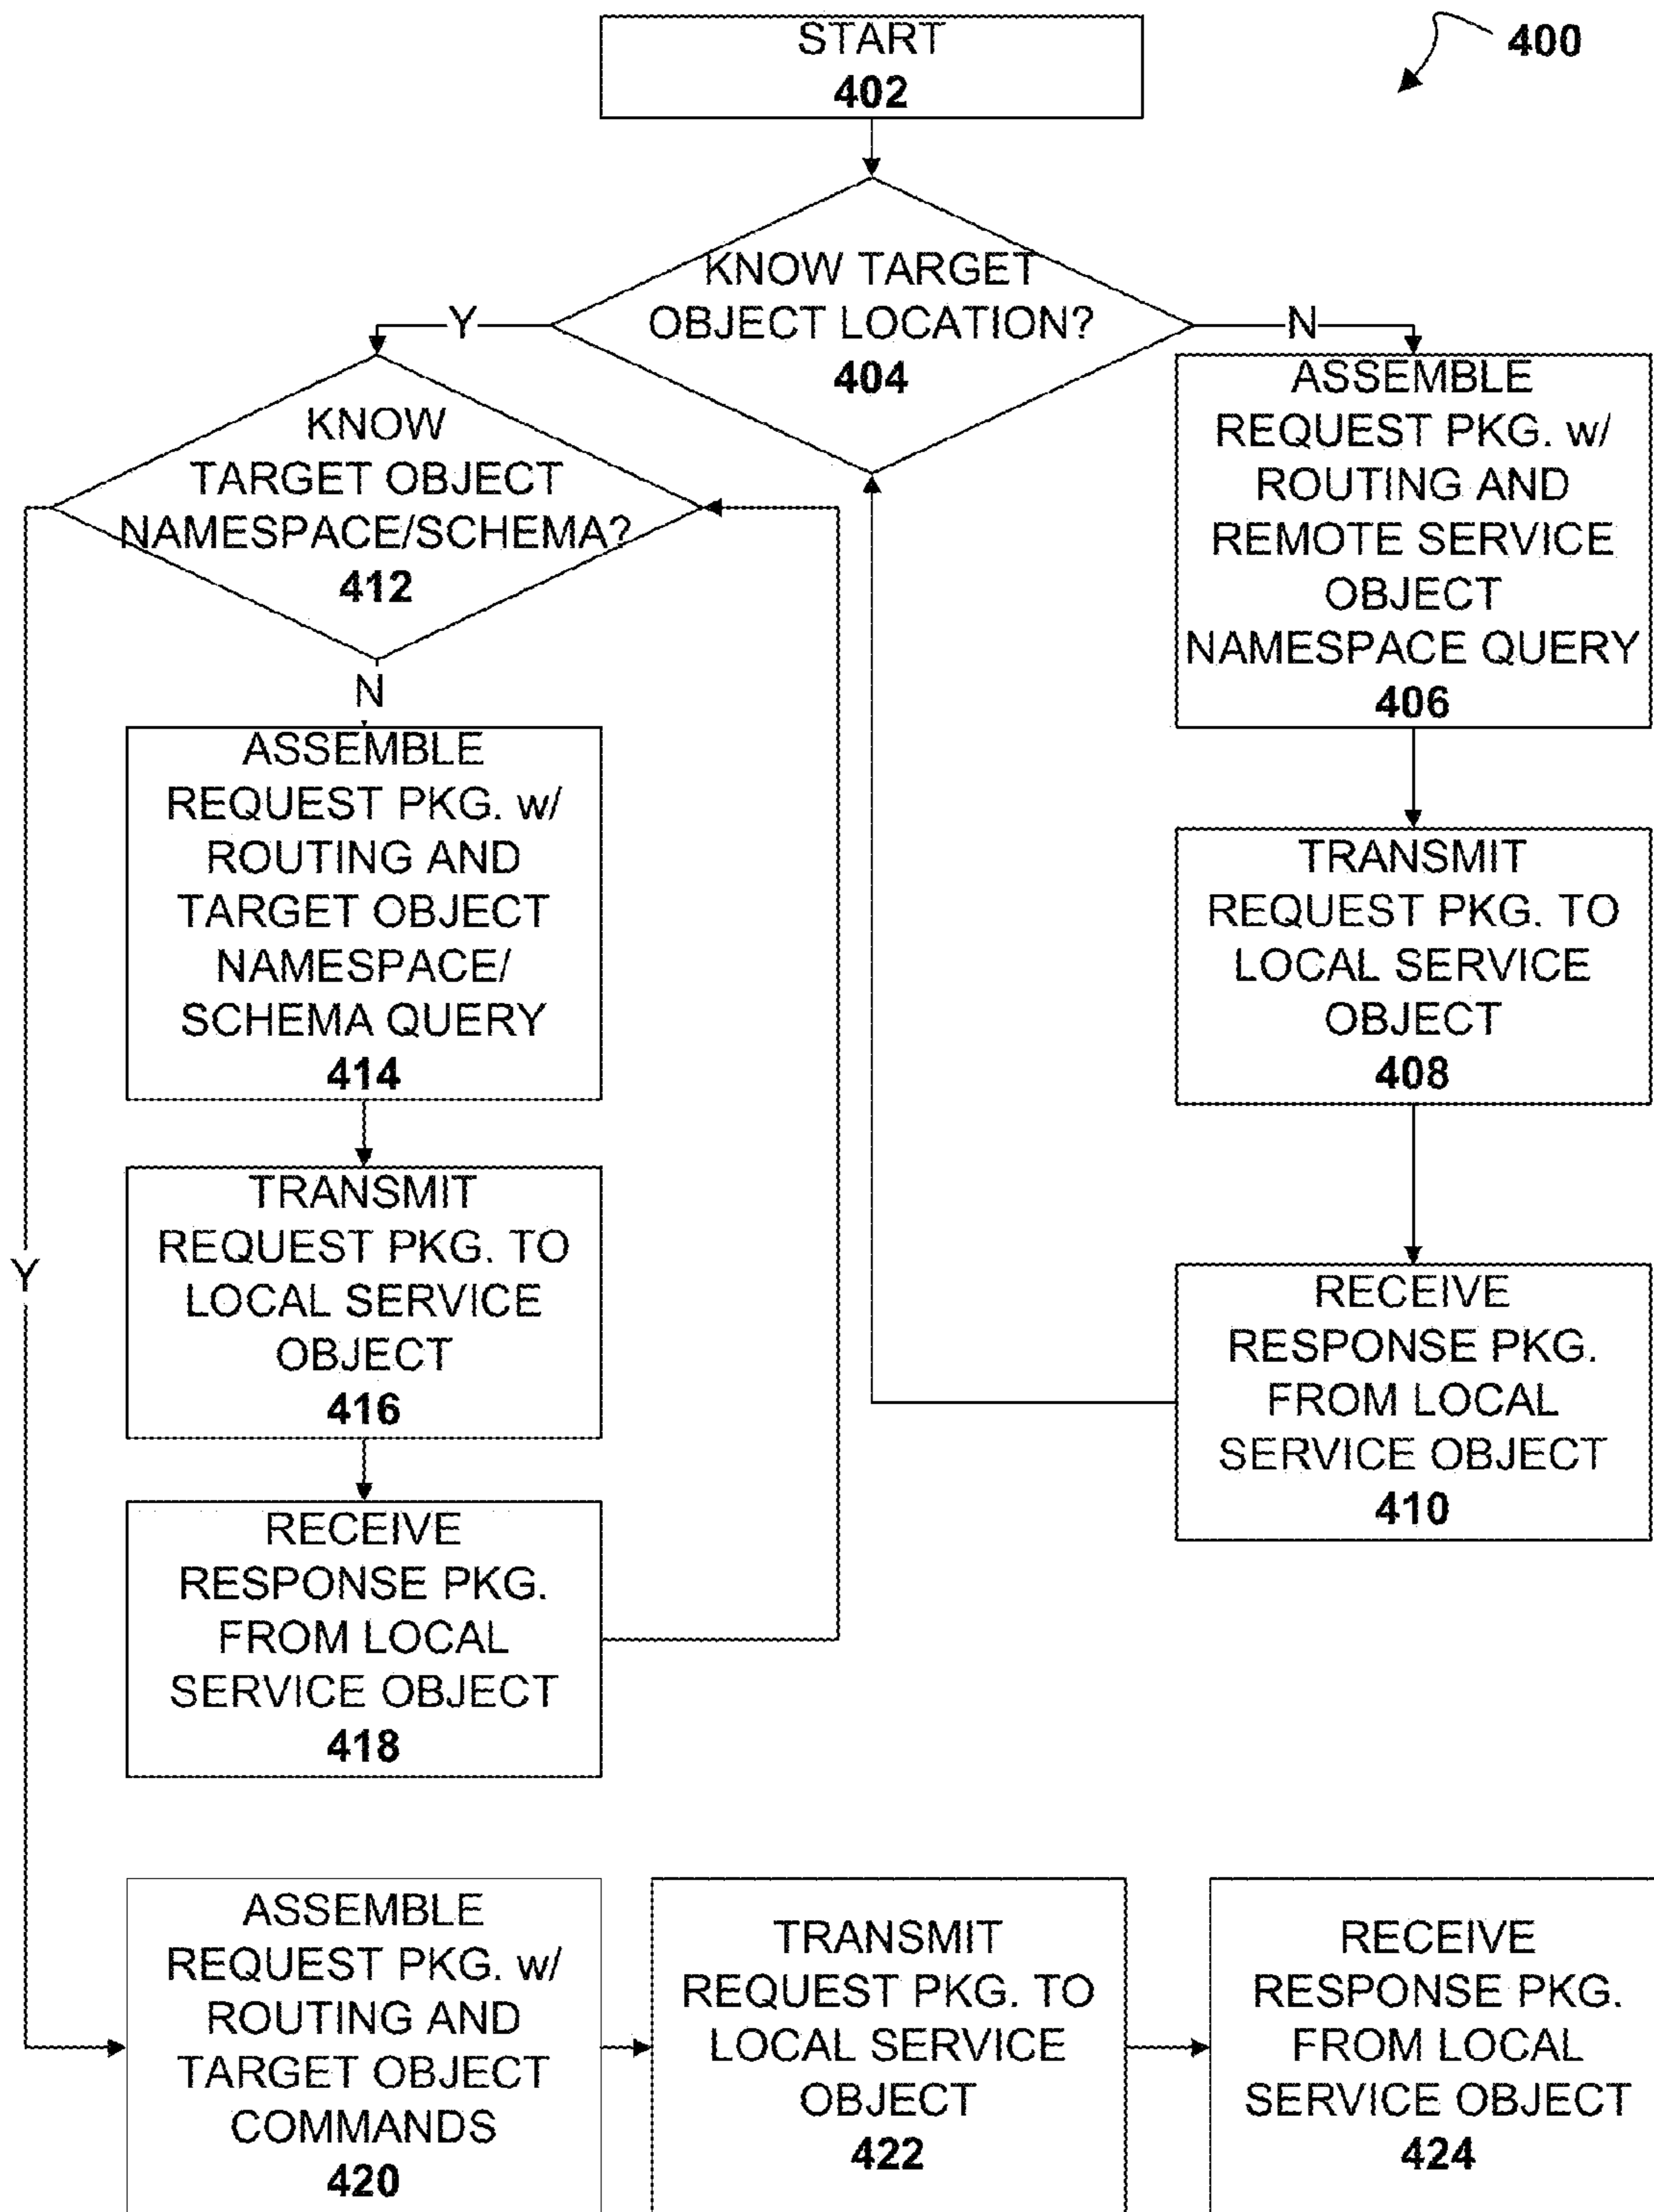 START
402
400
KNOW TARGET
OBJECT LOCATION?
404
Y
N
KNOW
TARGET OBJECT
NAMESPACE/SCHEMA?
412
ASSEMBLE
REQUEST PKG. w/
ROUTING AND
REMOTE SERVICE
OBJECT
NAMESPACE QUERY
406
N
ASSEMBLE
REQUEST PKG. w/
ROUTING AND
TARGET OBJECT
NAMESPACE/
SCHEMA QUERY
414
TRANSMIT
REQUEST PKG. TO
LOCAL SERVICE
OBJECT
408
Y
TRANSMIT
REQUEST PKG. TO
LOCAL SERVICE
OBJECT
416
RECEIVE
RESPONSE PKG.
FROM LOCAL
SERVICE OBJECT
410
RECEIVE
RESPONSE PKG.
FROM LOCAL
SERVICE OBJECT
418
ASSEMBLE
REQUEST PKG. w/
ROUTING AND
TARGET OBJECT
COMMANDS
420
TRANSMIT
REQUEST PKG. TO
LOCAL SERVICE
OBJECT
422
RECEIVE
RESPONSE PKG.
FROM LOCAL
SERVICE OBJECT
424